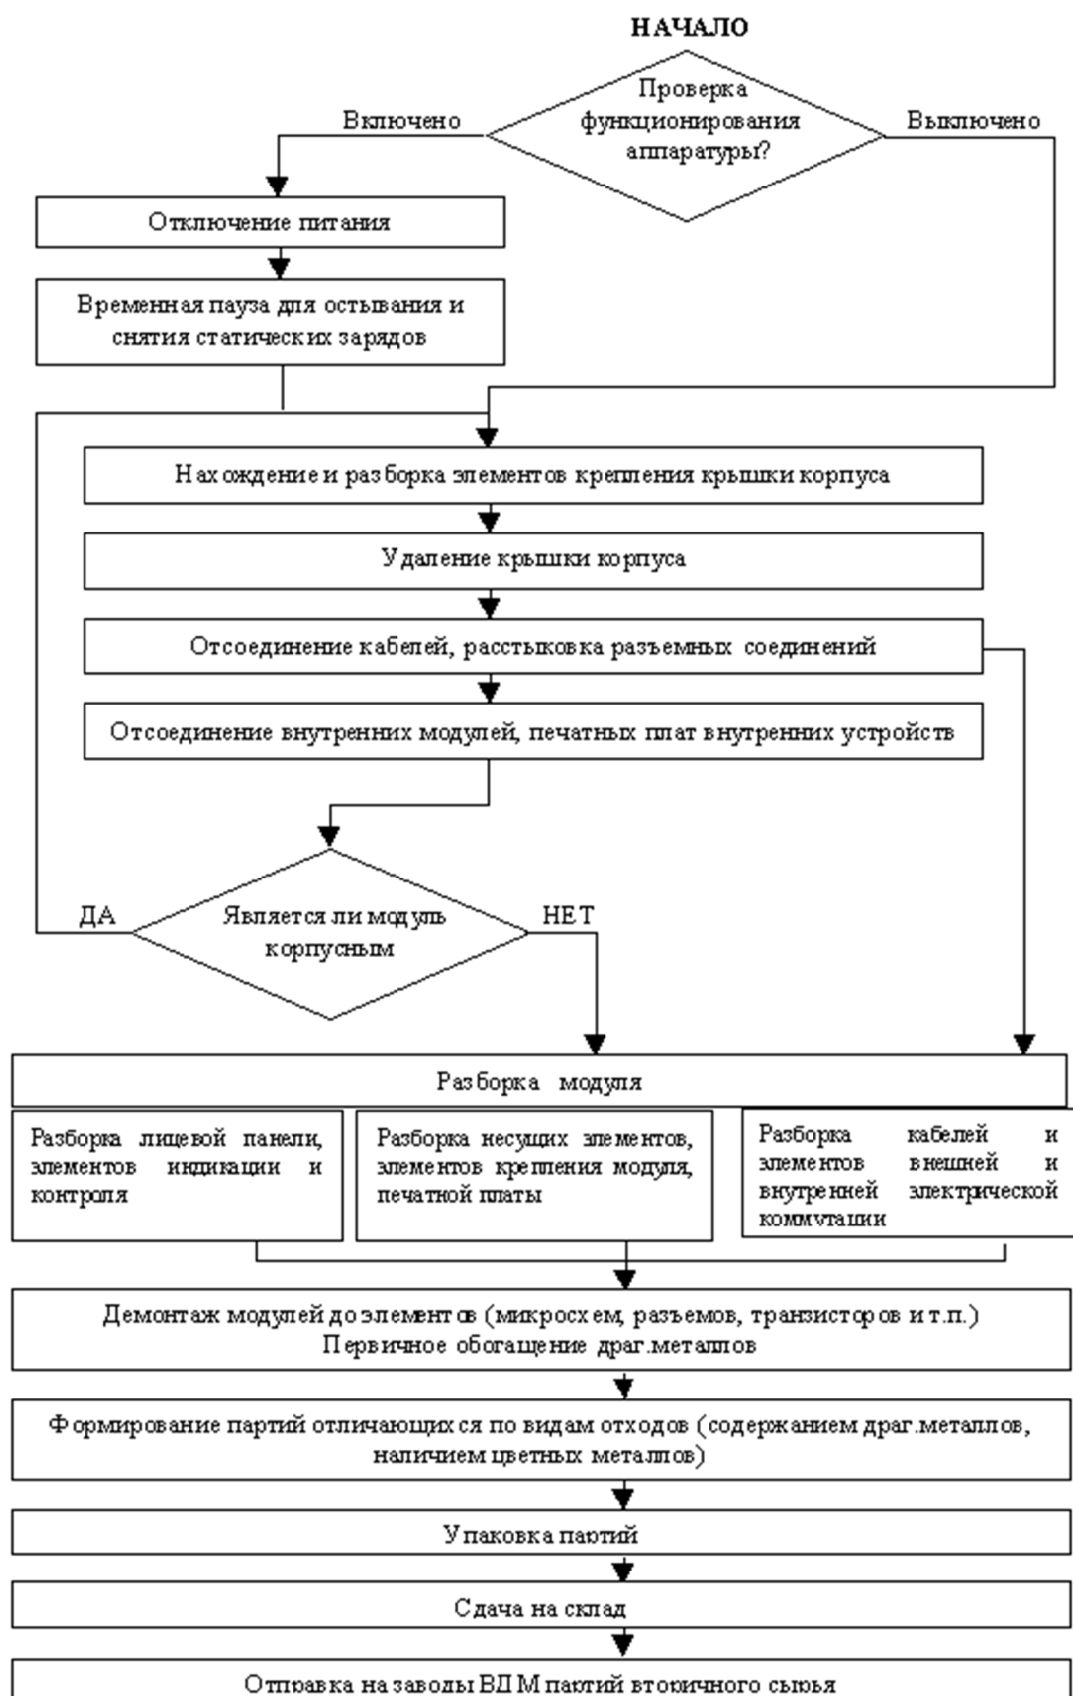 НАЧАЛО
Проверка
функционирования
аппаратуры?
Включено
Выключено
Отключение питания
Временная пауза для остывания и
снятия статических зарядов
Нахождение и разборка элементов крепления крышки корпуса
Удаление крышки корпуса
Отсоединение кабелей, расстыковка разъемных соединений
Отсоединение внутренних модулей, печатных плат внутренних устройств
ДА
Является ли модуль
корпусным
НЕТ
Разборка модуля
Разборка лицевой панели,
элементов индикации и
контроля
Разборка несущих элементов,
элементов крепления модуля,
печатной платы
Разборка кабелей и
элементов внешней и
внутренней электрической
коммутации
Демонтаж модулей до элементов (микросхем, разъемов, транзисторов и т.п.)
Первичное обогащение драг.металлов
Формирование партий отличающихся по видам отходов (содержанием драг.металлов,
наличием цветных металлов)
Упаковка партий
Сдача на склад
Отправка на заводы ВДМ партий вторичного сырья